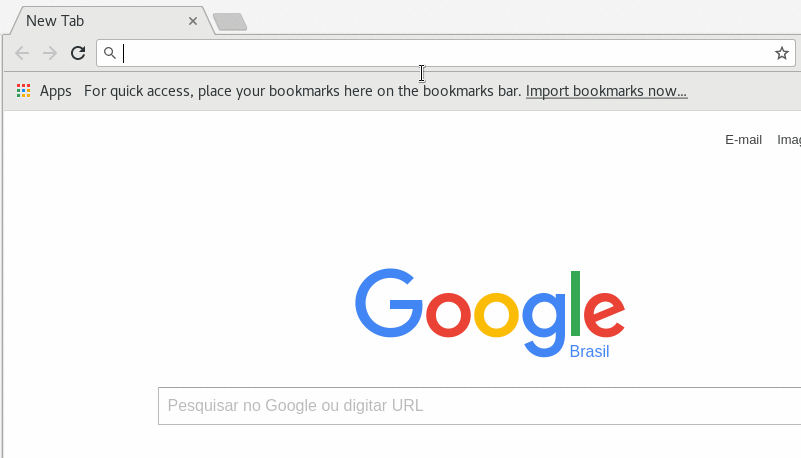 New Tab
Apps For quick access, place your bookmarks here on the bookmarks bar. Import bookmarks now...
E-mail
Google
Brasil
Pesquisar no Google ou digitar URL